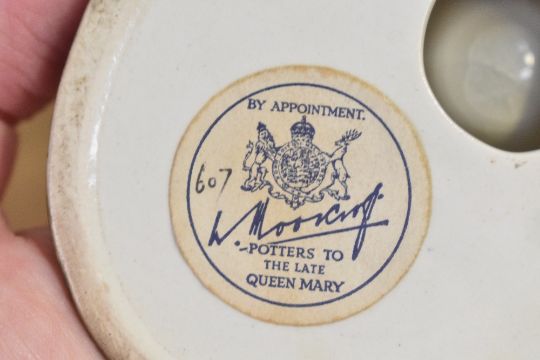 BY APPOINTMENT.
607
W. Moorcroft
POTTERS TO
THE LATE
QUEEN MARY